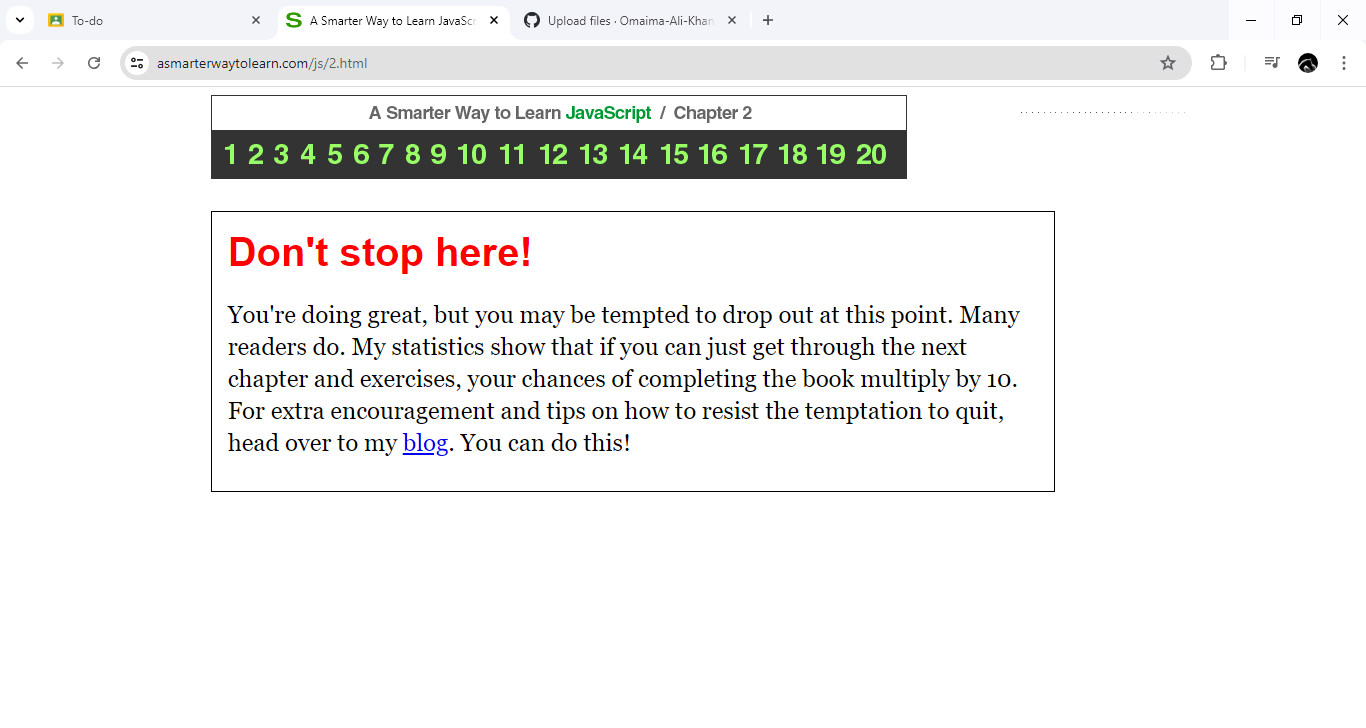 To-do
A Smarter Way to Learn JavaScr
Upload files · Omaima-Ali-Khan
asmarterwaytolearn.com/js/2.html
A Smarter Way to Learn JavaScript / Chapter 2
1 2 3 4 5 6 7 8 9 10 11 12 13 14 15 16 17 18 19 20
Don't stop here!
You're doing great, but you may be tempted to drop out at this point. Many
readers do. My statistics show that if you can just get through the next
chapter and exercises, your chances of completing the book multiply by 10.
For extra encouragement and tips on how to resist the temptation to quit,
head over to my blog. You can do this!